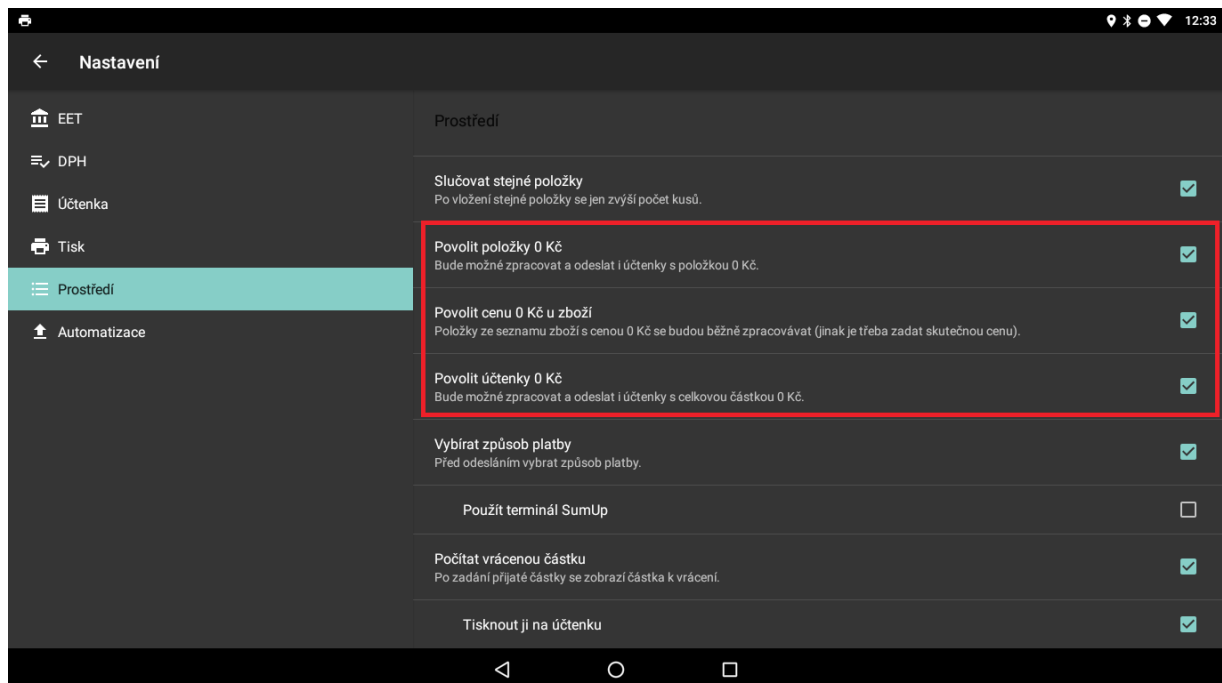 12:33
Nastavení
EET
DPH
Účtenka
Tisk
Prostředí
Automatizace
Prostředí
Slučovat stejné položky
Po vložení stejné položky se jen zvýší počet kusů.
Povolit položky 0 Kč
Bude možné zpracovat a odeslat i účtenky s položkou 0 Kč.
Povolit cenu 0 Kč u zboží
Položky ze seznamu zboží s cenou 0 Kč se budou běžně zpracovávat (jinak je třeba zadat skutečnou cenu).
Povolit účtenky 0 Kč
Bude možné zpracovat a odeslat i účtenky s celkovou částkou 0 Kč.
Vybírat způsob platby
Před odesláním vybrat způsob platby.
Použít terminál SumUp
Počítat vrácenou částku
Po zadání přijaté částky se zobrazí částka k vrácení.
Tisknout ji na účtenku